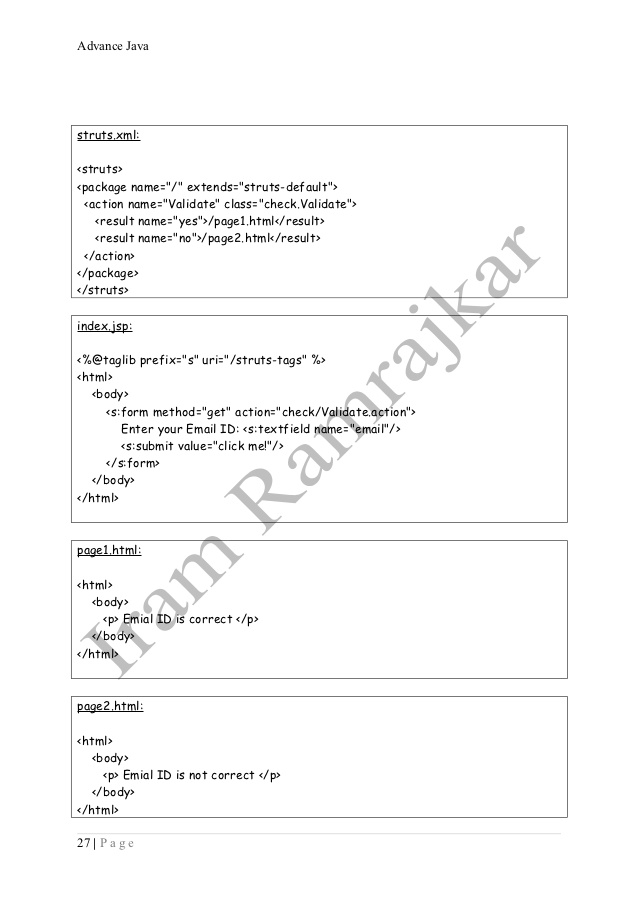 Advance Java
struts.xml:
<struts>
<package name="/" extends="struts-default">
<action name="Validate" class="check.Validate">
<result name="yes">/page1.html</result>
<result name="no">/page2.html</result>
</action>
</package>
</struts>
index.jsp:
<%@taglib prefix="s" uri="/struts-tags" %>
<html>
<body>
<s:form method="get" action="check/Validate.action">
Enter your Email ID: <s:textfield name="email"/>
<s:submit value="click me!"/>
</s:form>
</body>
</html>
page1.html:
<html>
<body>
<p> Emial ID is correct </p>
</body>
</html>
page2.html:
<html>
<body>
<p> Emial ID is not correct </p>
</body>
</html>
27 | P a g e
Iram Ramrajkar